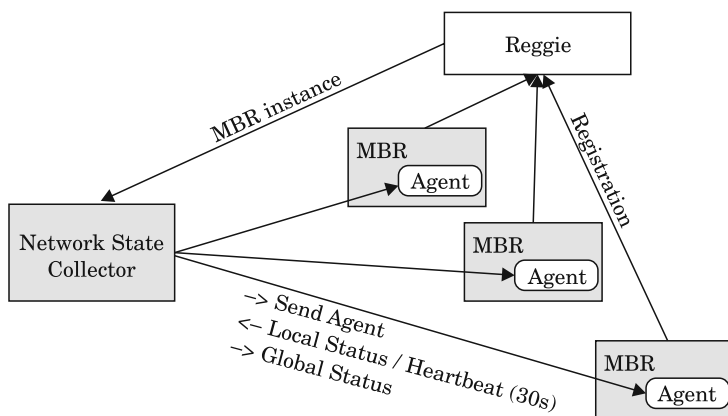 Reggie
MBR instance
MBR
Agent
Registration
Network State
Collector
MBR
Agent
--> Send Agent
<-- Local Status / Heartbeat (30s)
--> Global Status
MBR
Agent